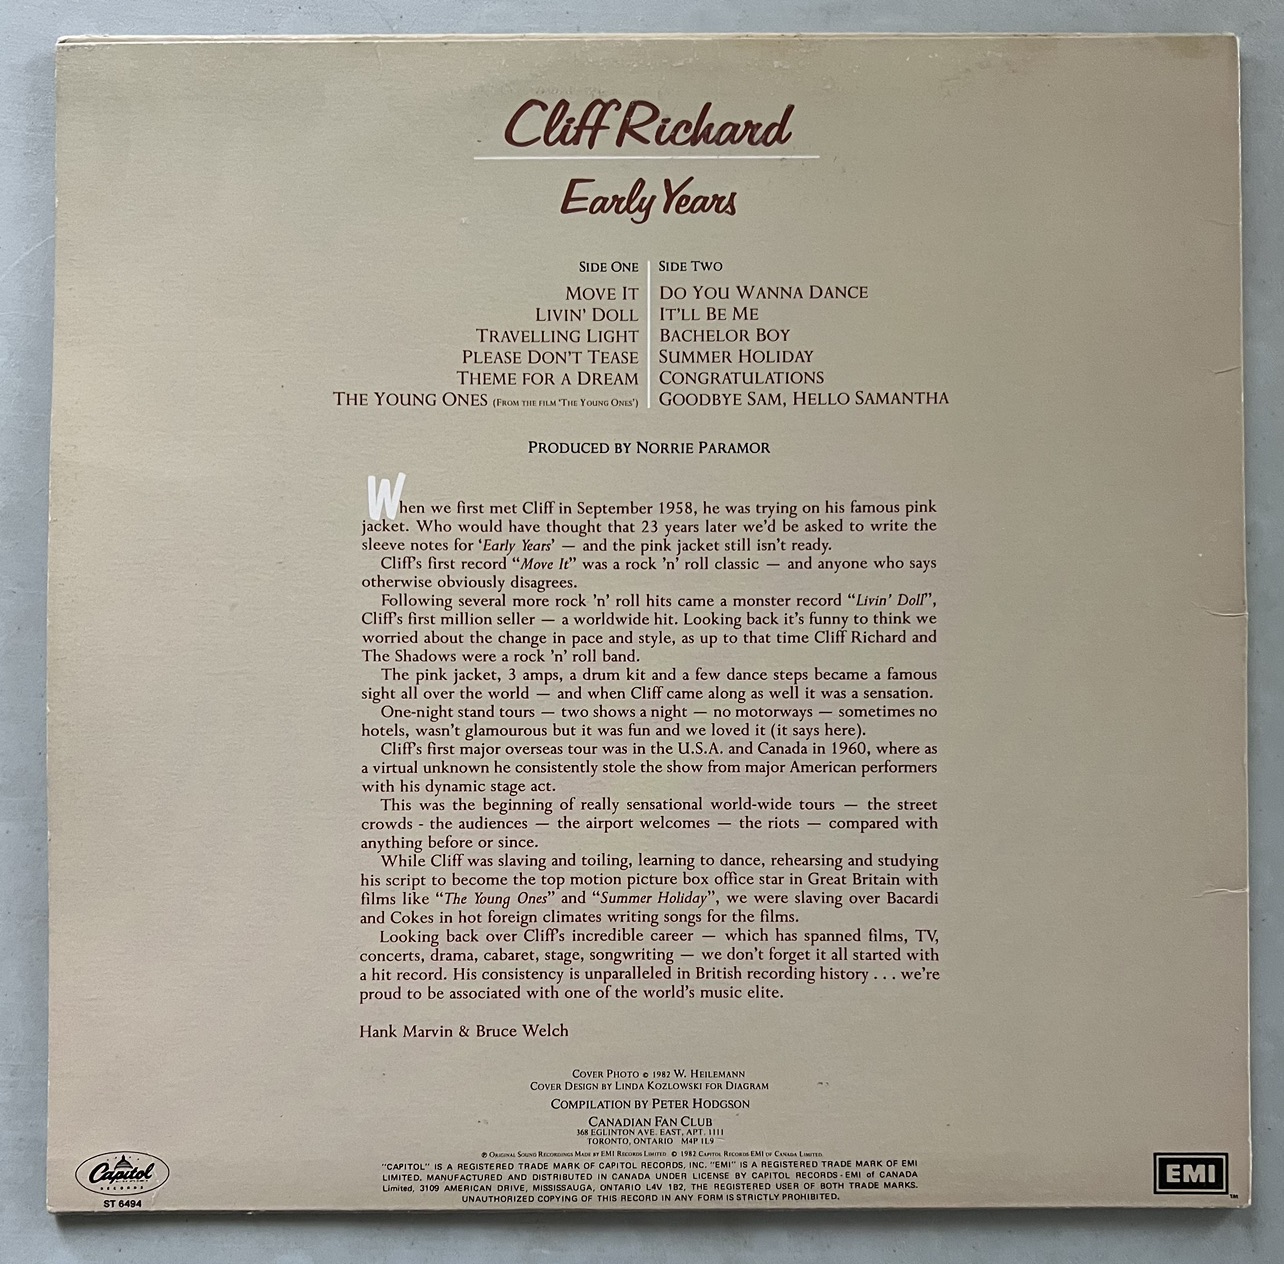 Cliff Richard
Early Years
SIDE ONE
MOVE IT
LIVIN' DOLL
TRAVELLING LIGHT
PLEASE DON'T TEASE
THEME FOR A DREAM
THE YOUNG ONES (FROM THE FILM 'THE YOUNG ONES')
SIDE TWO
DO YOU WANNA DANCE
IT'LL BE ME
BACHELOR BOY
SUMMER HOLIDAY
CONGRATULATIONS
GOODBYE SAM, HELLO SAMANTHA
PRODUCED BY NORRIE PARAMOR
When we first met Cliff in September 1958, he was trying on his famous pink
jacket. Who would have thought that 23 years later we'd be asked to write the
sleeve notes for 'Early Years' — and the pink jacket still isn't ready.
Cliff's first record "Move It" was a rock 'n' roll classic — and anyone who says
otherwise obviously disagrees.
Following several more rock 'n' roll hits came a monster record "Livin' Doll",
Cliff's first million seller — a worldwide hit. Looking back it's funny to think we
worried about the change in pace and style, as up to that time Cliff Richard and
The Shadows were a rock 'n' roll band.
The pink jacket, 3 amps, a drum kit and a few dance steps became a famous
sight all over the world — and when Cliff came along as well it was a sensation.
One-night stand tours — two shows a night — no motorways — sometimes no
hotels, wasn't glamourous but it was fun and we loved it (it says here).
Cliff's first major overseas tour was in the U.S.A. and Canada in 1960, where as
a virtual unknown he consistently stole the show from major American performers
with his dynamic stage act.
This was the beginning of really sensational world-wide tours — the street
crowds - the audiences — the airport welcomes — the riots — compared with
anything before or since.
While Cliff was slaving and toiling, learning to dance, rehearsing and studying
his script to become the top motion picture box office star in Great Britain with
films like "The Young Ones" and "Summer Holiday", we were slaving over Bacardi
and Cokes in hot foreign climates writing songs for the films.
Looking back over Cliff's incredible career — which has spanned films, TV,
concerts, drama, cabaret, stage, songwriting — we don't forget it all started with
a hit record. His consistency is unparalleled in British recording history . . . we're
proud to be associated with one of the world's music elite.
Hank Marvin & Bruce Welch
COVER PHOTO © 1982 W. HEILEMANN
COVER DESIGN BY LINDA KOZLOWSKI FOR DIAGRAM
COMPILATION BY PETER HODGSON
CANADIAN FAN CLUB
368 EGLINTON AVE. EAST, APT. 1111
TORONTO, ONTARIO M4P 1L9
℗ ORIGINAL SOUND RECORDINGS MADE BY EMI RECORDS LIMITED © 1982 CAPITOL RECORDS EMI OF CANADA LIMITED.
"CAPITOL" IS A REGISTERED TRADE MARK OF CAPITOL RECORDS, INC. "EMI" IS A REGISTERED TRADE MARK OF EMI
LIMITED, MANUFACTURED AND DISTRIBUTED IN CANADA UNDER LICENSE BY CAPITOL RECORDS-EMI of CANADA
Limited, 3109 AMERICAN DRIVE, MISSISSAUGA, ONTARIO L4V 1B2, THE REGISTERED USER OF BOTH TRADE MARKS.
UNAUTHORIZED COPYING OF THIS RECORD IN ANY FORM IS STRICTLY PROHIBITED.
Capitol
RECORDS
ST 6494
EMI
TM